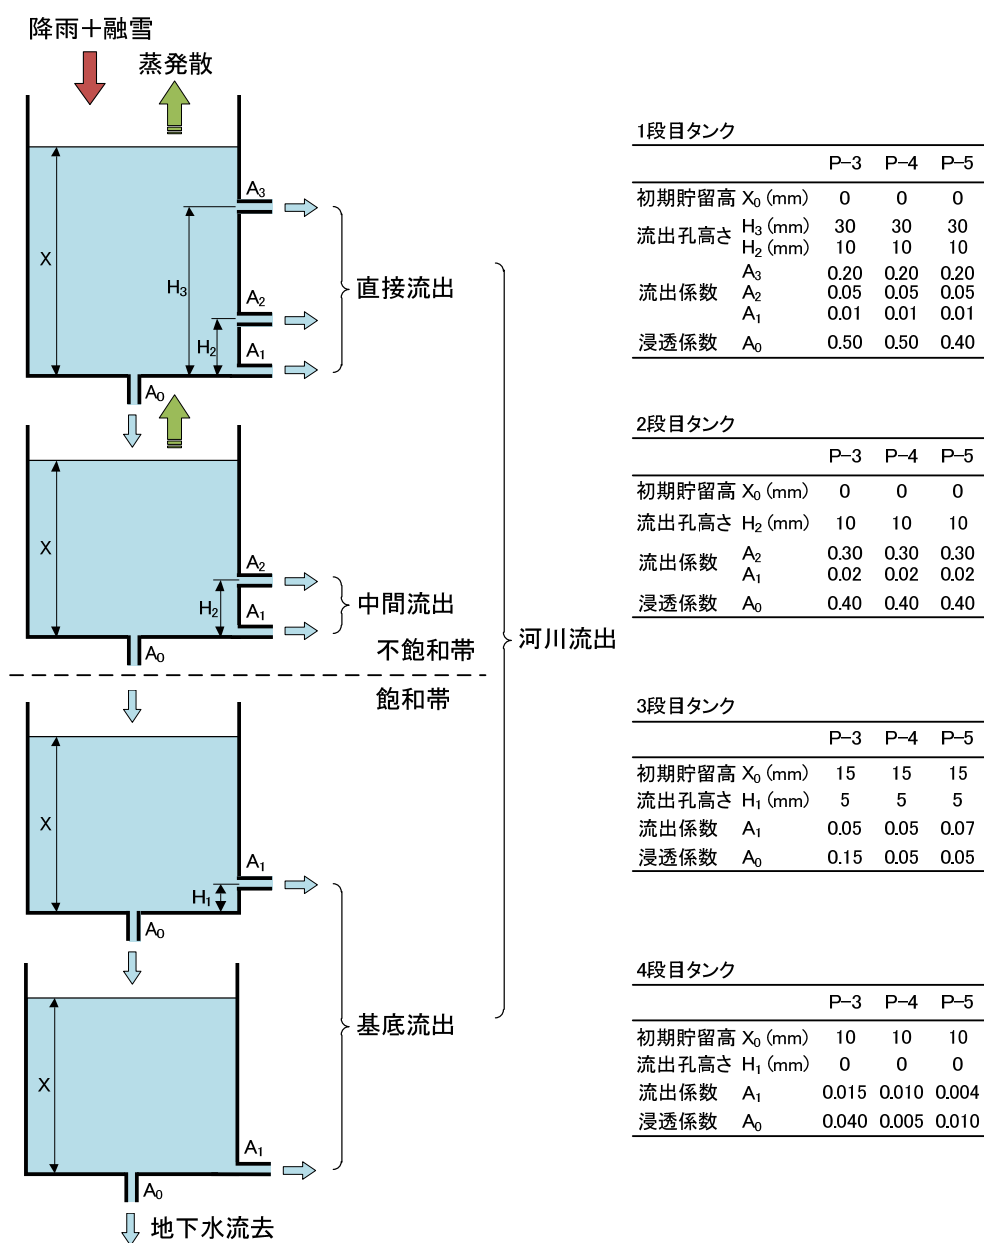 降雨＋融雪
蒸発散
X
A3
H3
A2
H2
A1
A0
直接流出
X
A2
H2
A1
A0
中間流出
不飽和帯
飽和帯
河川流出
X
A1
H1
A0
基底流出
X
A1
A0
地下水流去
1段目タンク
P-3 P-4 P-5
初期貯留高 X0 (mm) 0 0 0
流出孔高さ H3 (mm) 30 30 30
H2 (mm) 10 10 10
A3 0.20 0.20 0.20
流出係数 A2 0.05 0.05 0.05
A1 0.01 0.01 0.01
浸透係数 A0 0.50 0.50 0.40
2段目タンク
P-3 P-4 P-5
初期貯留高 X0 (mm) 0 0 0
流出孔高さ H2 (mm) 10 10 10
流出係数 A2 0.30 0.30 0.30
A1 0.02 0.02 0.02
浸透係数 A0 0.40 0.40 0.40
3段目タンク
P-3 P-4 P-5
初期貯留高 X0 (mm) 15 15 15
流出孔高さ H1 (mm) 5 5 5
流出係数 A1 0.05 0.05 0.07
浸透係数 A0 0.15 0.05 0.05
4段目タンク
P-3 P-4 P-5
初期貯留高 X0 (mm) 10 10 10
流出孔高さ H1 (mm) 0 0 0
流出係数 A1 0.015 0.010 0.004
浸透係数 A0 0.040 0.005 0.010